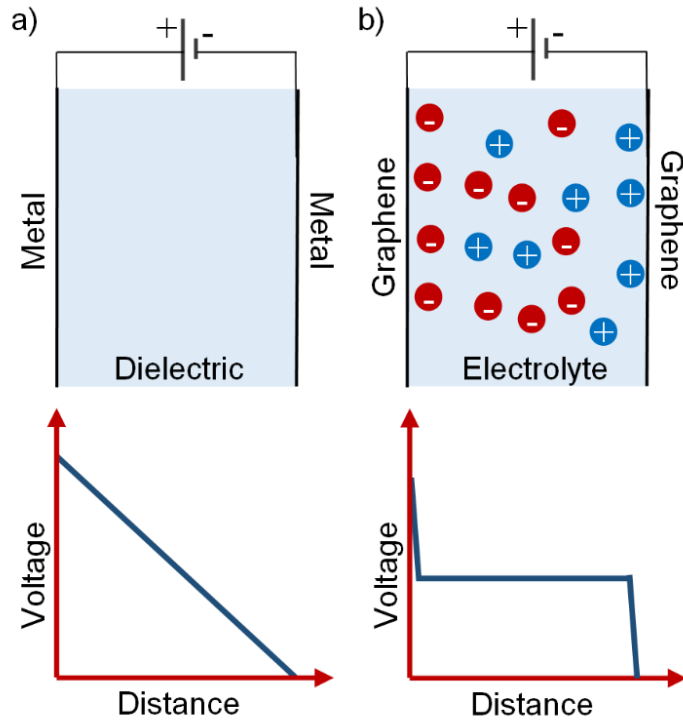 a)
+ -
Metal
Metal
Dielectric
Voltage
Distance
b)
+ -
Graphene
Graphene
- - +
- + - - + +
- + + - +
- - - - +
Electrolyte
Voltage
Distance